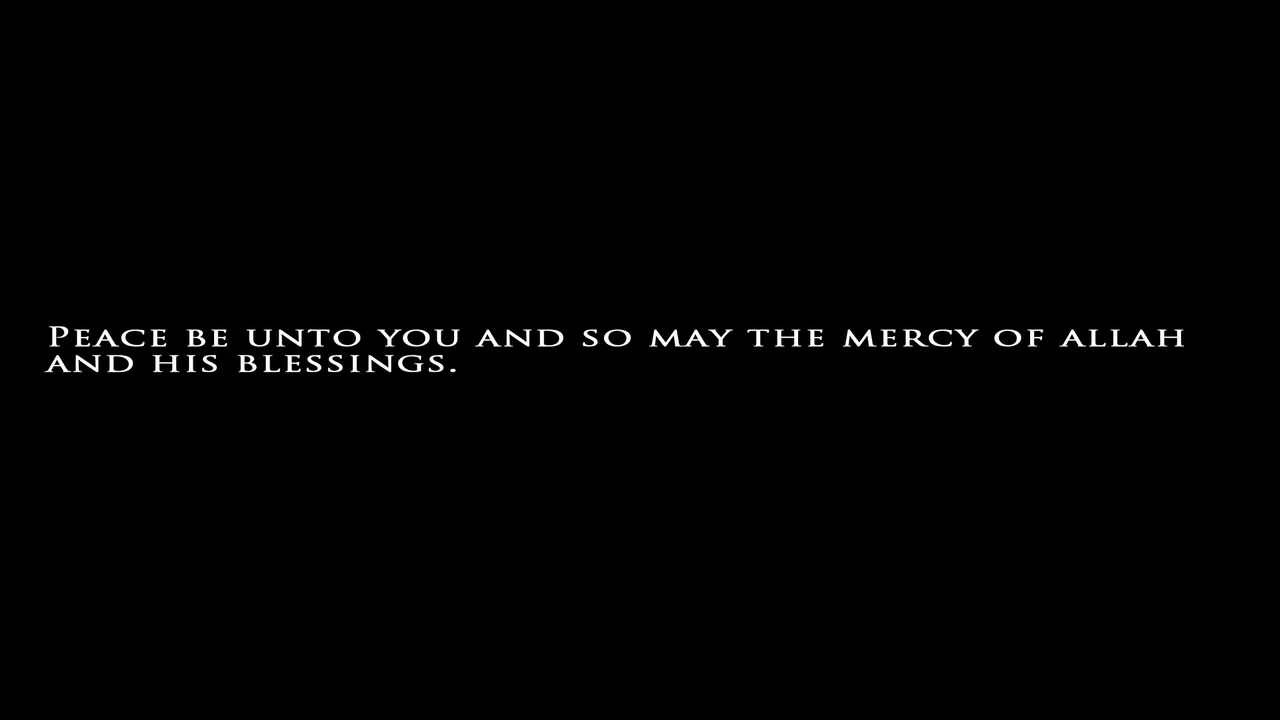 Peace be unto you and so may the mercy of Allah
and His blessings.